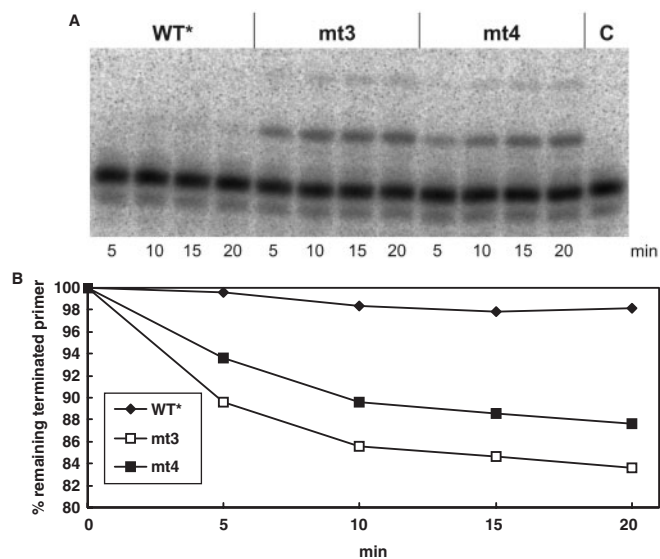 A
WT* mt3 mt4 C
5 10 15 20 5 10 15 20 5 10 15 20 min
B
% remaining terminated primer
100
98
96
94
92
90
88
86
84
82
80
WT*
mt3
mt4
0 5 10 15 20
min